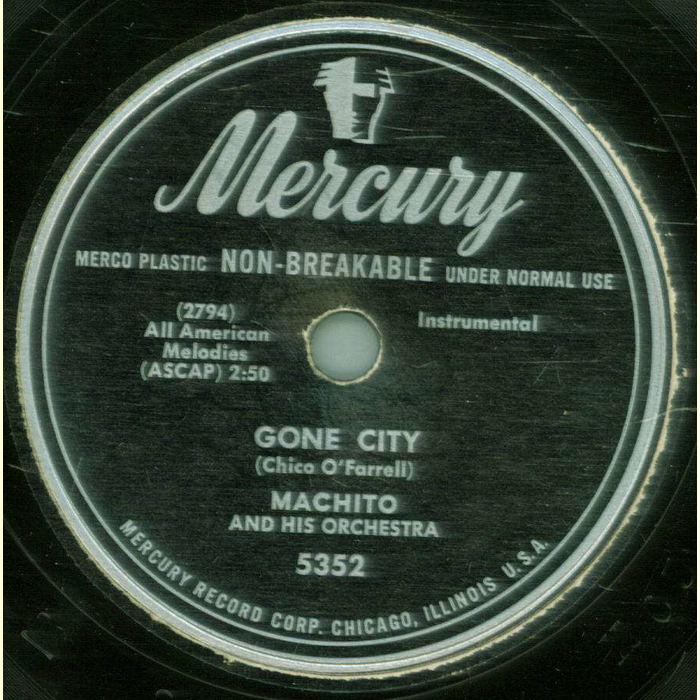 Mercury
MERCO PLASTIC NON-BREAKABLE UNDER NORMAL USE
(2794)
All American
Melodies
(ASCAP) 2:50
Instrumental
GONE CITY
(Chico O'Farrell)
MACHITO
AND HIS ORCHESTRA
5352
MERCURY RECORD CORP. CHICAGO, ILLINOIS U.S.A.